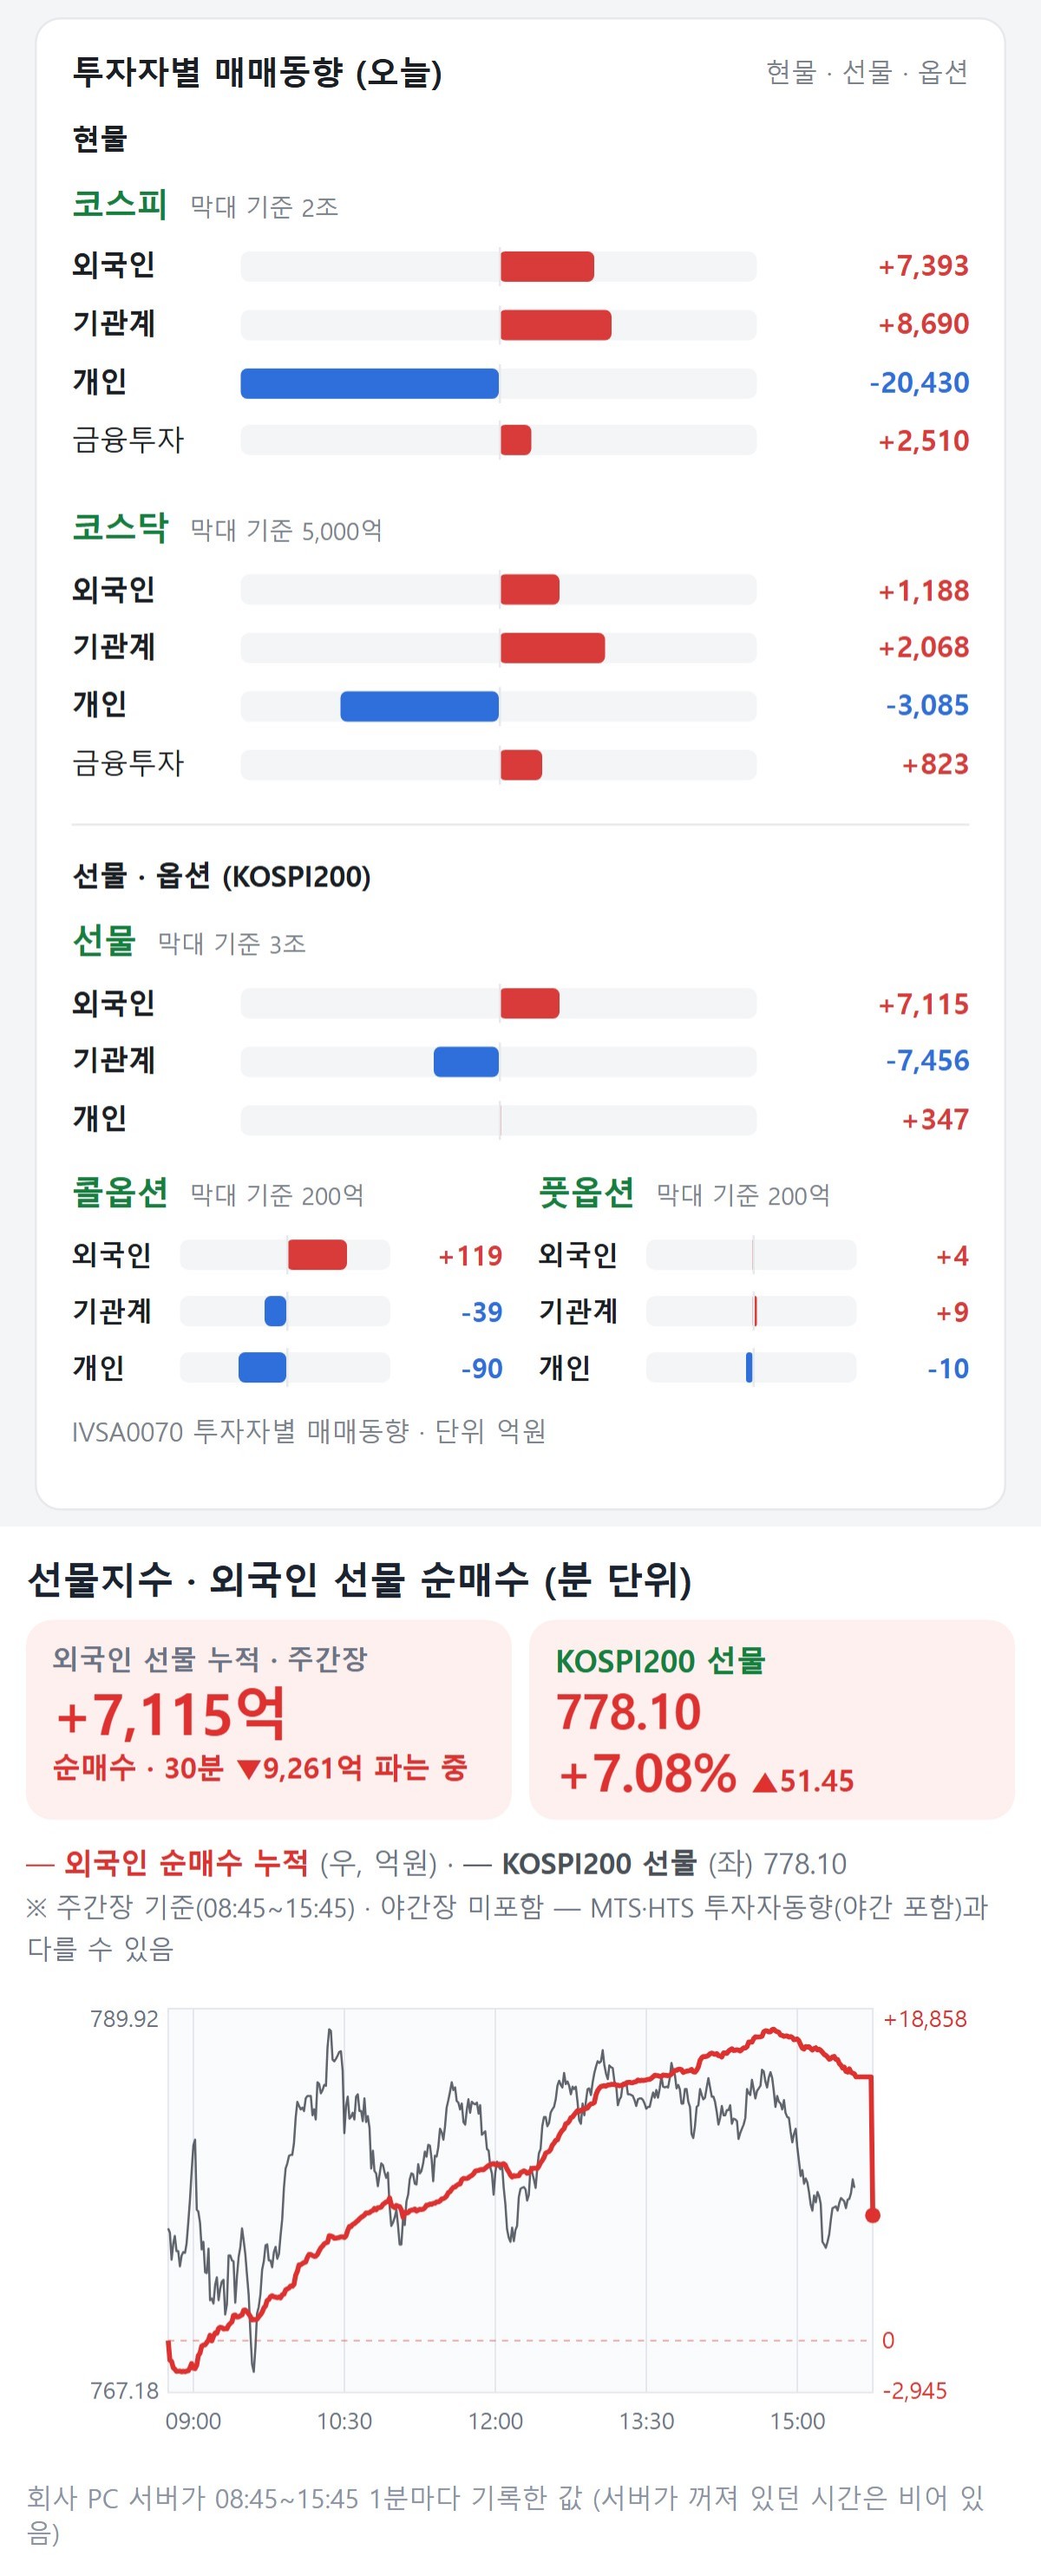 투자자별 매매동향 (오늘) 현물 · 선물 · 옵션
현물
코스피 막대 기준 2조
외국인 +7,393
기관계 +8,690
개인 -20,430
금융투자 +2,510
코스닥 막대 기준 5,000억
외국인 +1,188
기관계 +2,068
개인 -3,085
금융투자 +823
선물 · 옵션 (KOSPI200)
선물 막대 기준 3조
외국인 +7,115
기관계 -7,456
개인 +347
콜옵션 막대 기준 200억 풋옵션 막대 기준 200억
외국인 +119 외국인 +4
기관계 -39 기관계 +9
개인 -90 개인 -10
IVSA0070 투자자별 매매동향 · 단위 억원
선물지수 · 외국인 선물 순매수 (분 단위)
외국인 선물 누적 · 주간장
+7,115억
순매수 · 30분 ▼9,261억 파는 중
KOSPI200 선물
778.10
+7.08% ▲51.45
— 외국인 순매수 누적 (우, 억원) · — KOSPI200 선물 (좌) 778.10
※ 주간장 기준(08:45~15:45) · 야간장 미포함 — MTS·HTS 투자자동향(야간 포함)과
다를 수 있음
789.92 +18,858
0
767.18 -2,945
09:00 10:30 12:00 13:30 15:00
회사 PC 서버가 08:45~15:45 1분마다 기록한 값 (서버가 꺼져 있던 시간은 비어 있
음)